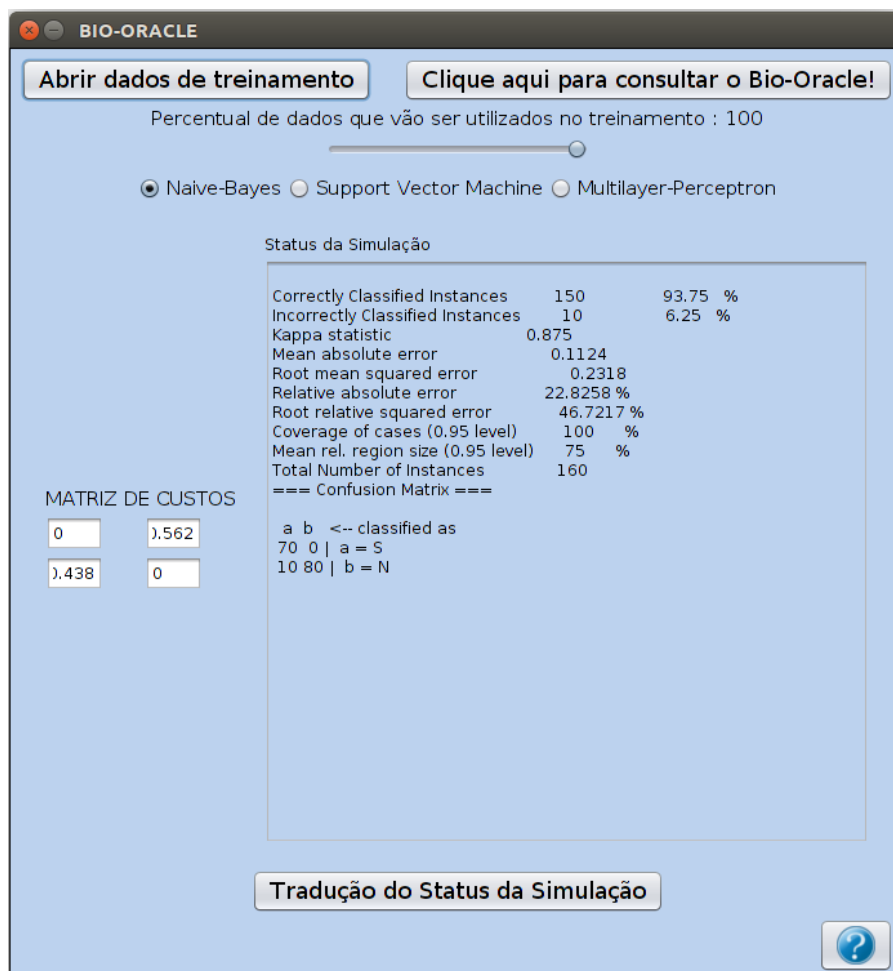 BIO-ORACLE
Abrir dados de treinamento Clique aqui para consultar o Bio-Oracle!
Percentual de dados que vão ser utilizados no treinamento : 100
Naive-Bayes Support Vector Machine Multilayer-Perceptron
Status da Simulação
Correctly Classified Instances 150 93.75 %
Incorrectly Classified Instances 10 6.25 %
Kappa statistic 0.875
Mean absolute error 0.1124
Root mean squared error 0.2318
Relative absolute error 22.8258 %
Root relative squared error 46.7217 %
Coverage of cases (0.95 level) 100 %
Mean rel. region size (0.95 level) 75 %
Total Number of Instances 160
=== Confusion Matrix ===
a b <-- classified as
70 0 | a = S
10 80 | b = N
MATRIZ DE CUSTOS
0 .562
.438 0
Tradução do Status da Simulação
?